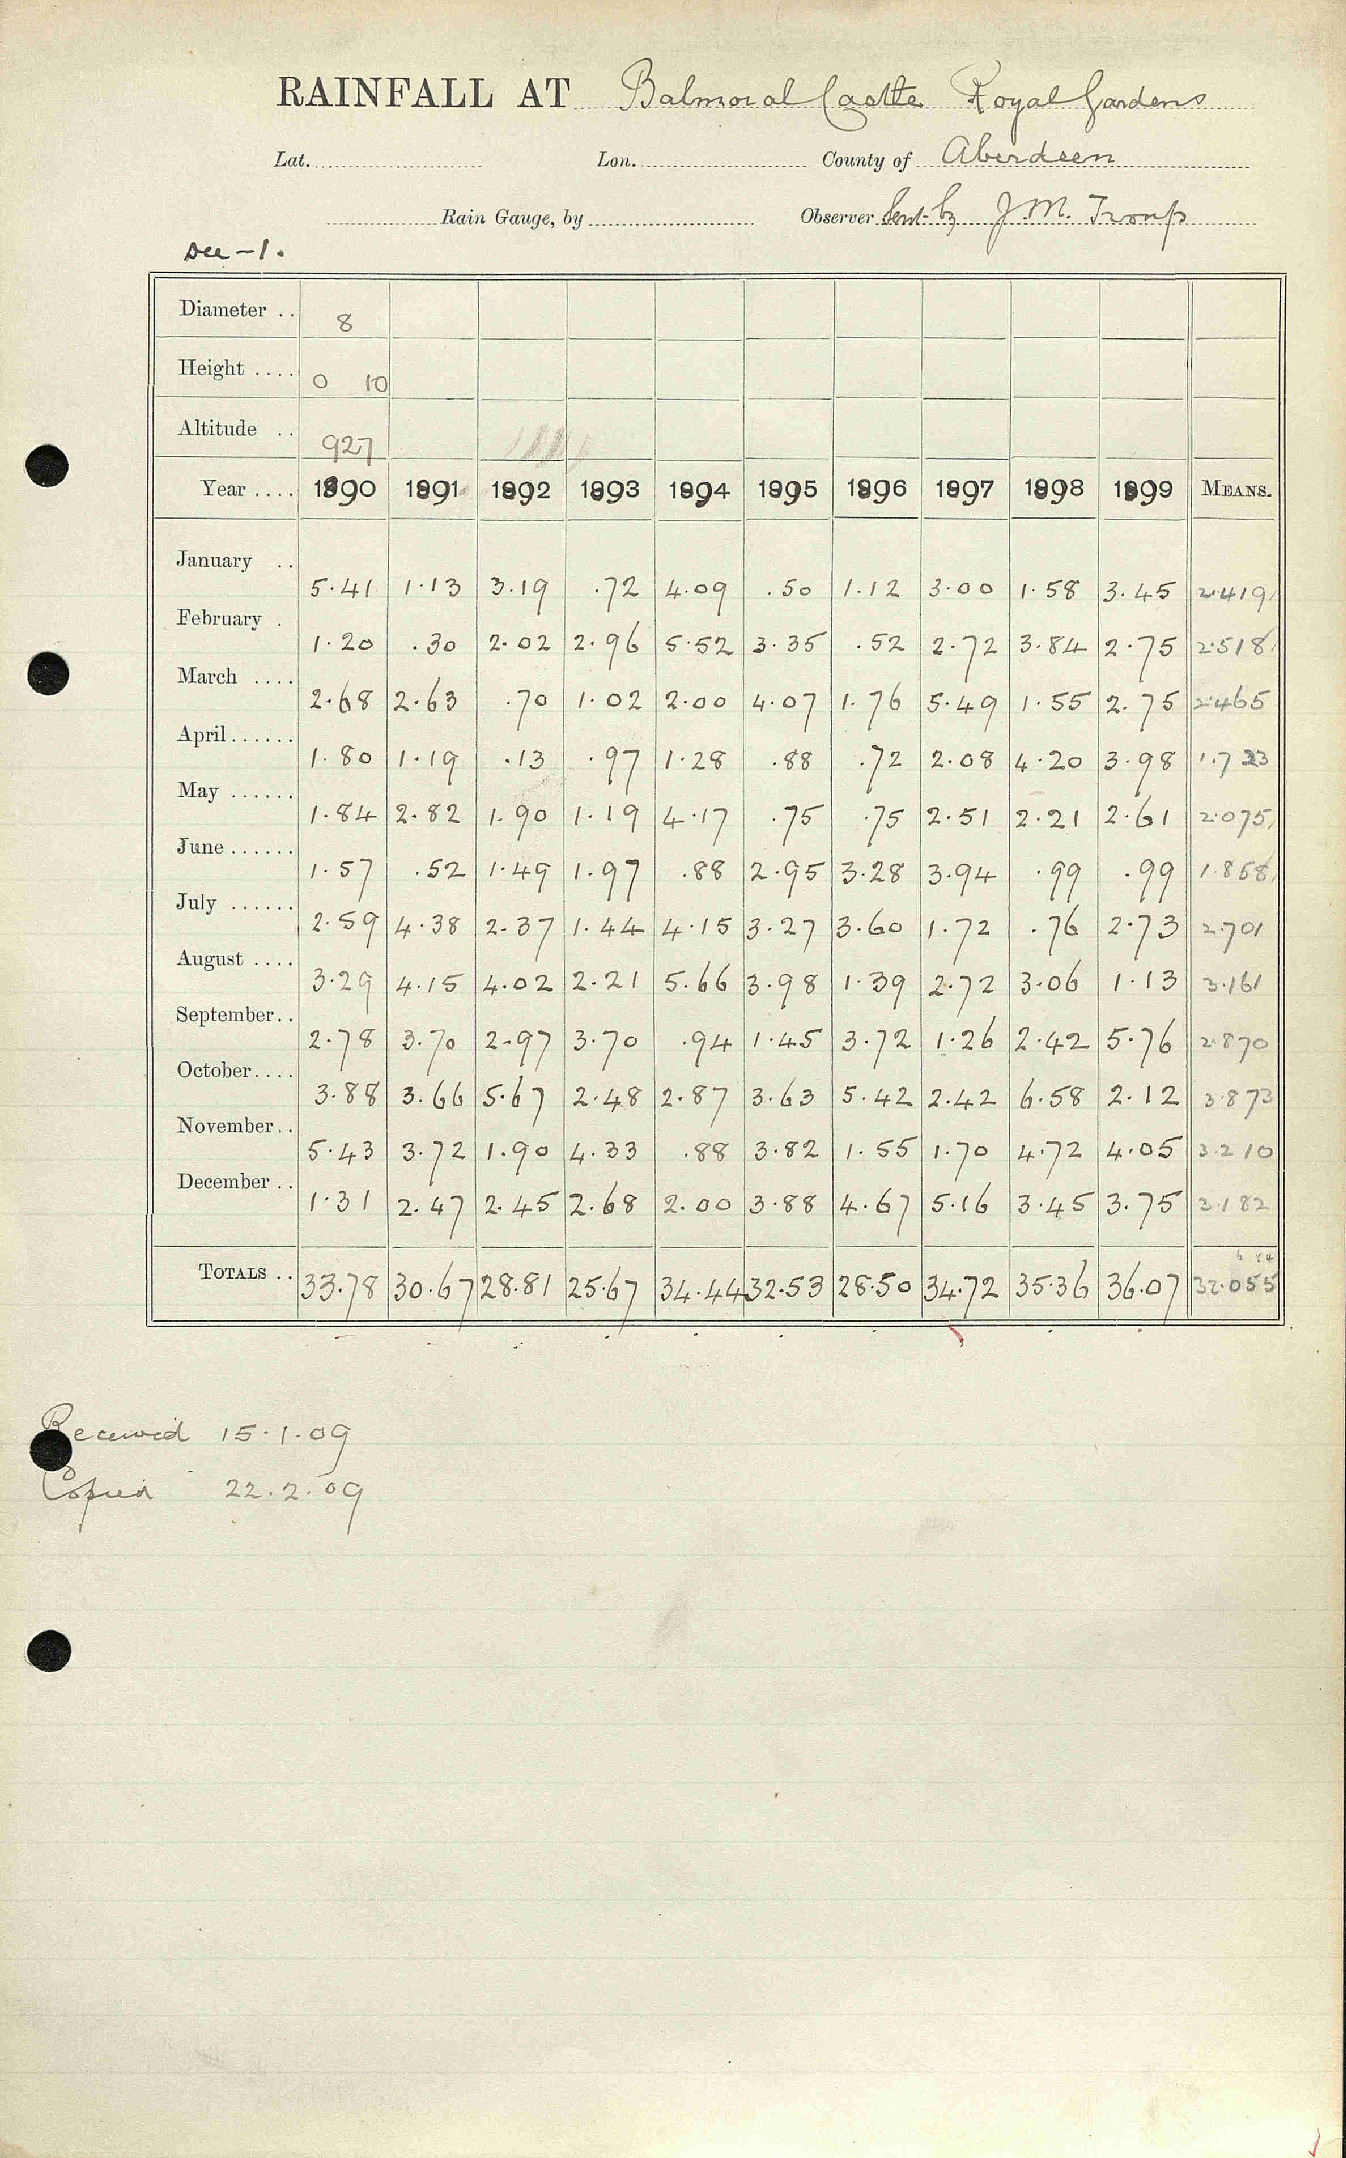 RAINFALL AT Balmoral Castle Royal Gardens
Lat. Lon. County of Aberdeen
Rain Gauge, by Observer Sent by J.M. Troup
Dec - 1.
Diameter .. 8
Height .... 0 10
Altitude .. 927
Year .... 1890 1891 1892 1893 1894 1895 1896 1897 1898 1899 MEANS.
January .. 5.41 1.13 3.19 .72 4.09 .50 1.12 3.00 1.58 3.45 2.419
February . 1.20 .30 2.02 2.96 5.52 3.35 .52 2.72 3.84 2.75 2.518
March .... 2.68 2.63 .70 1.02 2.00 4.07 1.76 5.49 1.55 2.75 2.465
April...... 1.80 1.19 .13 .97 1.28 .88 .72 2.08 4.20 3.98 1.723
May ...... 1.84 2.82 1.90 1.19 4.17 .75 .75 2.51 2.21 2.61 2.075
June ...... 1.57 .52 1.49 1.97 .88 2.95 3.28 3.94 .99 .99 1.858
July ...... 2.59 4.38 2.37 1.44 4.15 3.27 3.60 1.72 .76 2.73 2.701
August .... 3.29 4.15 4.02 2.21 5.66 3.98 1.39 2.72 3.06 1.13 3.161
September.. 2.78 3.70 2.97 3.70 .94 1.45 3.72 1.26 2.42 5.76 2.870
October.... 3.88 3.66 5.67 2.48 2.87 3.63 5.42 2.42 6.58 2.12 3.873
November.. 5.43 3.72 1.90 4.33 .88 3.82 1.55 1.70 4.72 4.05 3.210
December .. 1.31 2.47 2.45 2.68 2.00 3.88 4.67 5.16 3.45 3.75 3.182
TOTALS .. 33.78 30.67 28.81 25.67 34.44 32.53 28.50 34.72 35.36 36.07 32.055
Received 15.1.09
Copied 22.2.09